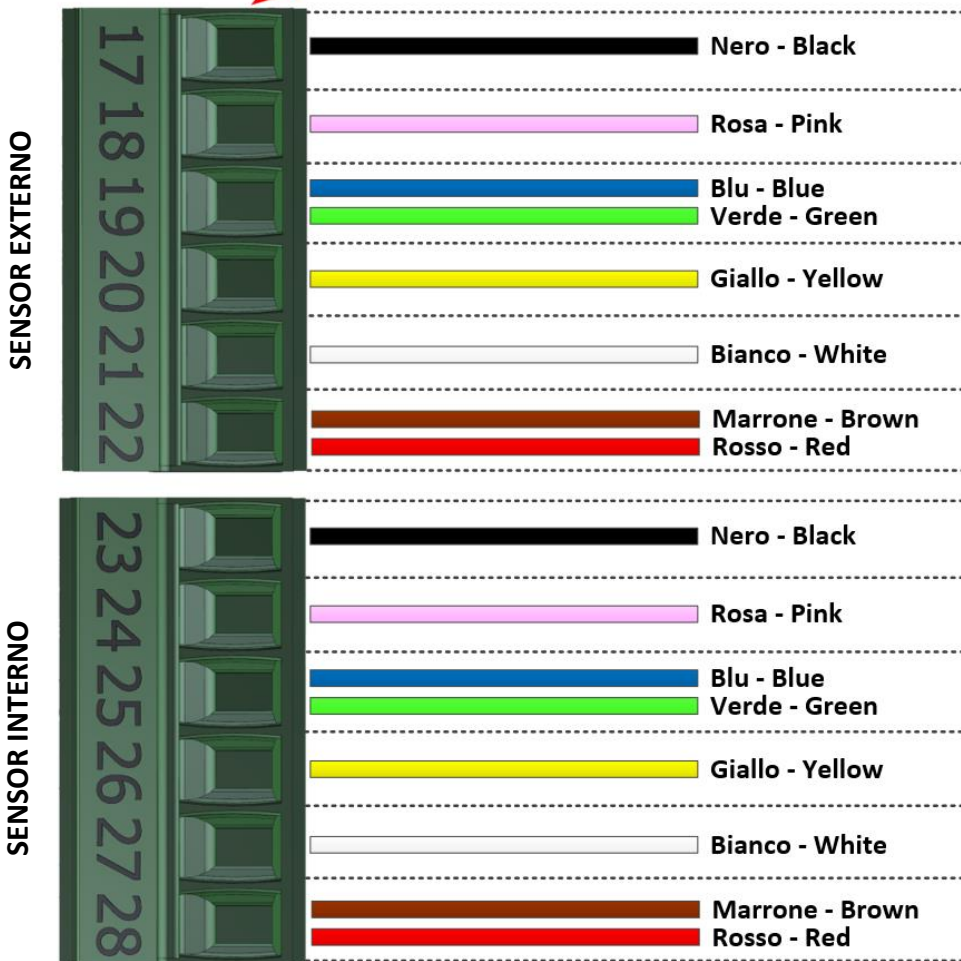 SENSOR EXTERNO
17 Nero - Black
18 Rosa - Pink
19 Blu - Blue
Verde - Green
20 Giallo - Yellow
21 Bianco - White
22 Marrone - Brown
Rosso - Red
SENSOR INTERNO
23 Nero - Black
24 Rosa - Pink
25 Blu - Blue
Verde - Green
26 Giallo - Yellow
27 Bianco - White
28 Marrone - Brown
Rosso - Red